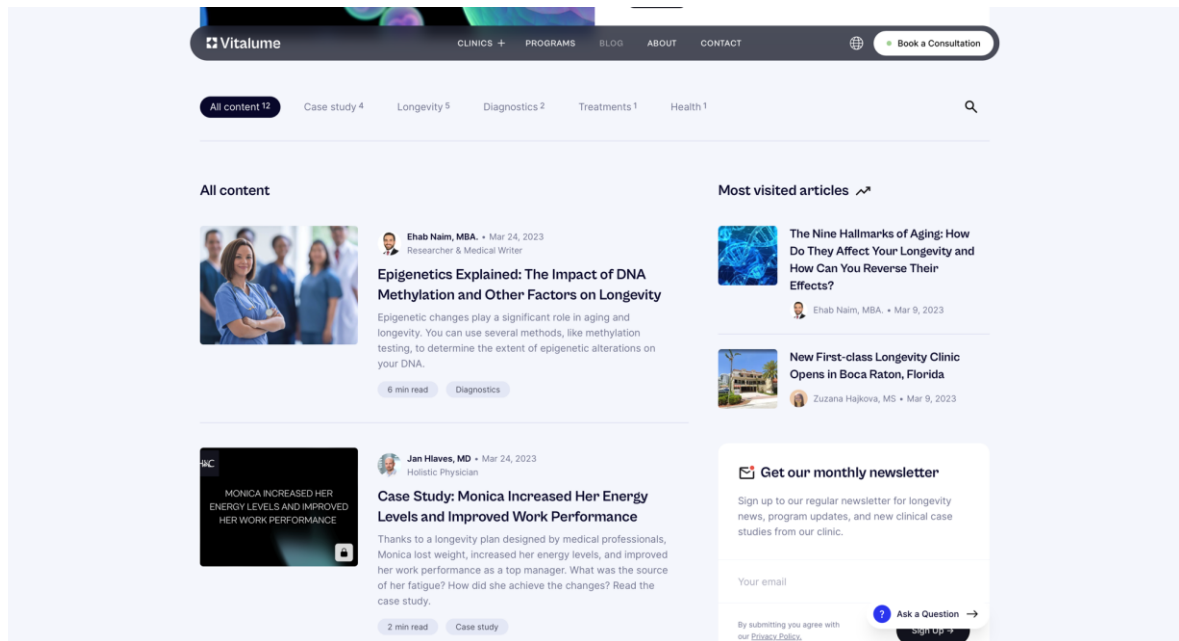 Vitalume
CLINICS +
PROGRAMS
BLOG
ABOUT
CONTACT
Book a Consultation
All content 12
Case study 4
Longevity 5
Diagnostics 2
Treatments 1
Health 1
All content
Ehab Naim, MBA. • Mar 24, 2023
Researcher & Medical Writer
Epigenetics Explained: The Impact of DNA
Methylation and Other Factors on Longevity
Epigenetic changes play a significant role in aging and
longevity. You can use several methods, like methylation
testing, to determine the extent of epigenetic alterations on
your DNA.
6 min read
Diagnostics
MONICA INCREASED HER
ENERGY LEVELS AND IMPROVED
HER WORK PERFORMANCE
Jan Hlaves, MD • Mar 24, 2023
Holistic Physician
Case Study: Monica Increased Her Energy
Levels and Improved Work Performance
Thanks to a longevity plan designed by medical professionals,
Monica lost weight, increased her energy levels, and improved
her work performance as a top manager. What was the source
of her fatigue? How did she achieve the changes? Read the
case study.
2 min read
Case study
Most visited articles
The Nine Hallmarks of Aging: How
Do They Affect Your Longevity and
How Can You Reverse Their
Effects?
Ehab Naim, MBA. • Mar 9, 2023
New First-class Longevity Clinic
Opens in Boca Raton, Florida
Zuzana Hajkova, MS • Mar 9, 2023
Get our monthly newsletter
Sign up to our regular newsletter for longevity
news, program updates, and new clinical case
studies from our clinic.
Your email
? Ask a Question →
By submitting you agree with
our Privacy Policy.
Sign Up →